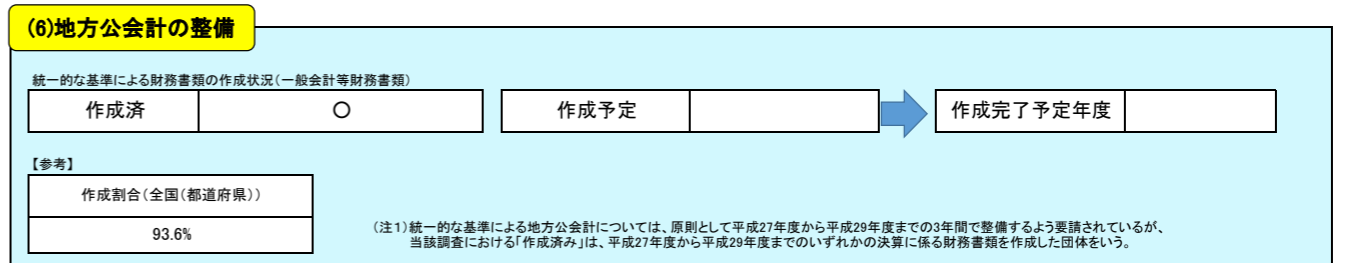 (6)地方公会計の整備
統一的な基準による財務書類の作成状況(一般会計等財務書類)
作成済 〇 作成予定 作成完了予定年度
【参考】
作成割合(全国(都道府県))
93.6%
(注1)統一的な基準による地方公会計については、原則として平成27年度から平成29年度までの3年間で整備するよう要請されているが、
当該調査における「作成済み」は、平成27年度から平成29年度までのいずれかの決算に係る財務書類を作成した団体をいう。